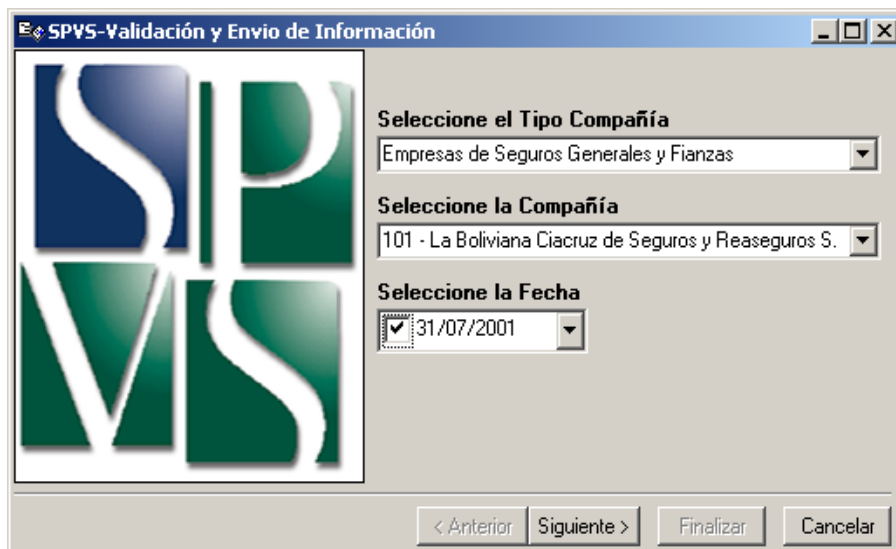 SPVS-Validación y Envio de Información
SPVS
Seleccione el Tipo Compañía
Empresas de Seguros Generales y Fianzas
Seleccione la Compañía
101 - La Boliviana Ciacruz de Seguros y Reaseguros S.
Seleccione la Fecha
31/07/2001
< Anterior Siguiente > Finalizar Cancelar